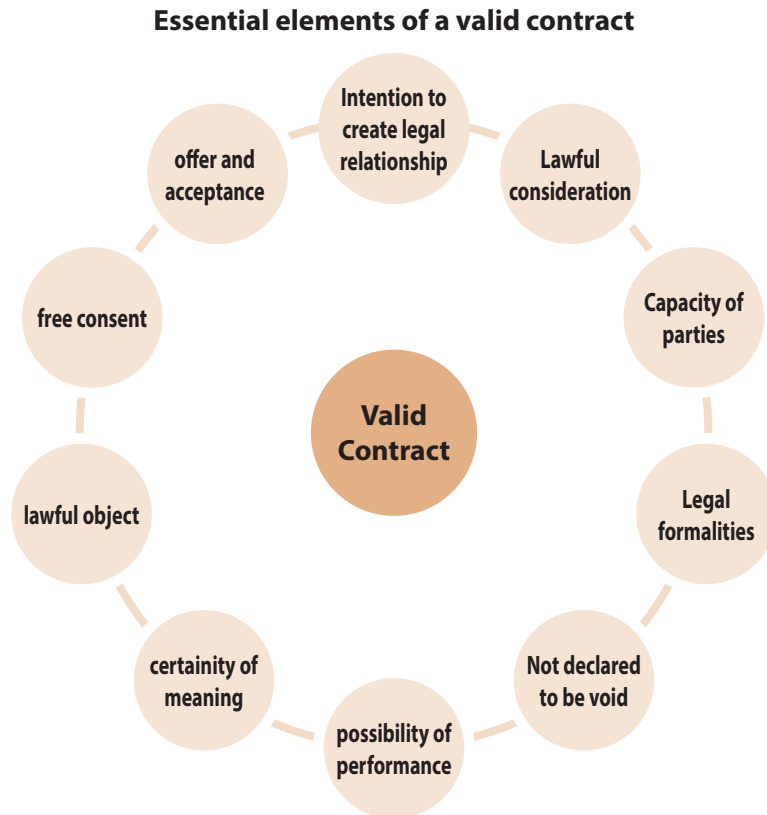 Essential elements of a valid contract
Intention to
create legal
relationship
Lawful
consideration
Capacity of
parties
Legal
formalities
Not declared
to be void
possibility of
performance
certainity of
meaning
lawful object
free consent
offer and
acceptance
Valid
Contract